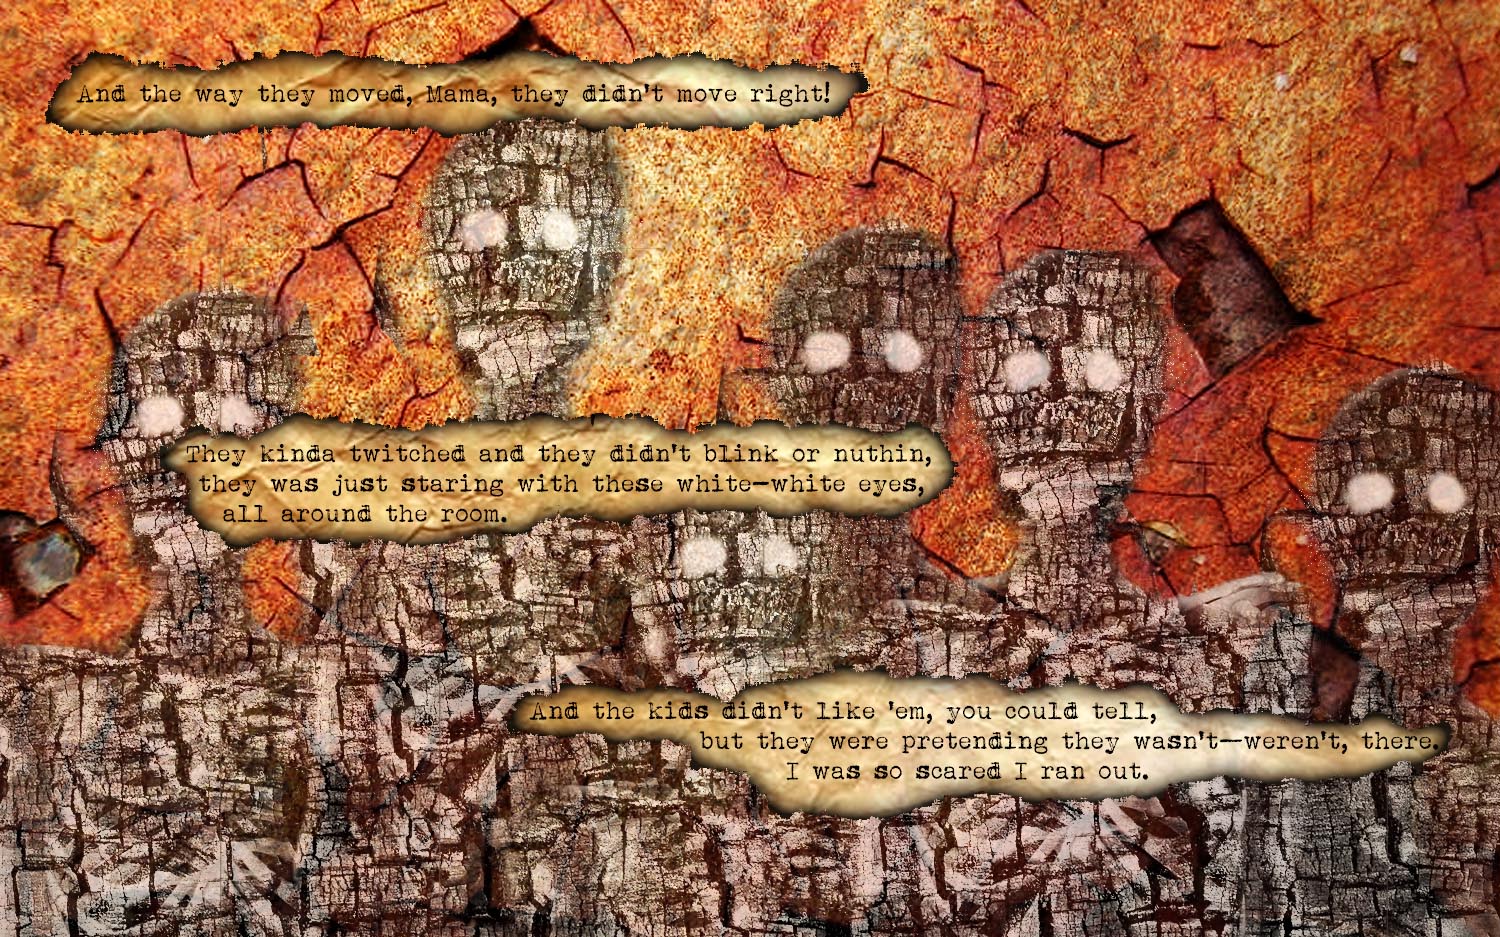 And the way they moved, Mama, they didn't move right!
They kinda twitched and they didn't blink or nuthin,
they was just staring with these white-white eyes,
all around the room.
And the kids didn't like 'em, you could tell,
but they were pretending they wasn't—weren't, there.
I was so scared I ran out.